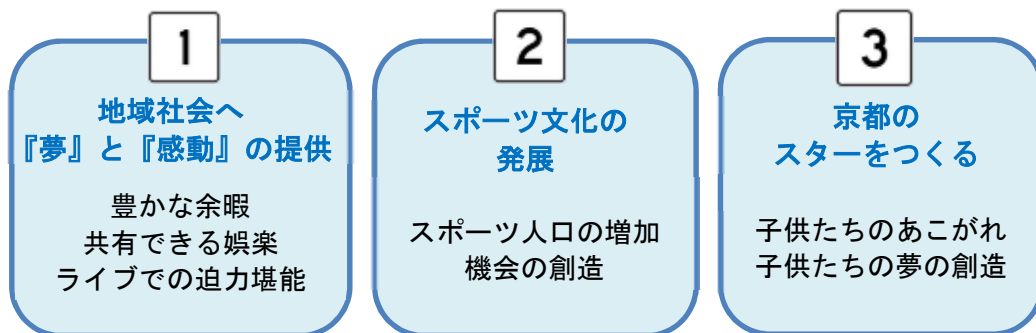 1
地域社会へ
『夢』と『感動』の提供
豊かな余暇
共有できる娯楽
ライブでの迫力堪能
2
スポーツ文化の
発展
スポーツ人口の増加
機会の創造
3
京都の
スターをつくる
子供たちのあこがれ
子供たちの夢の創造